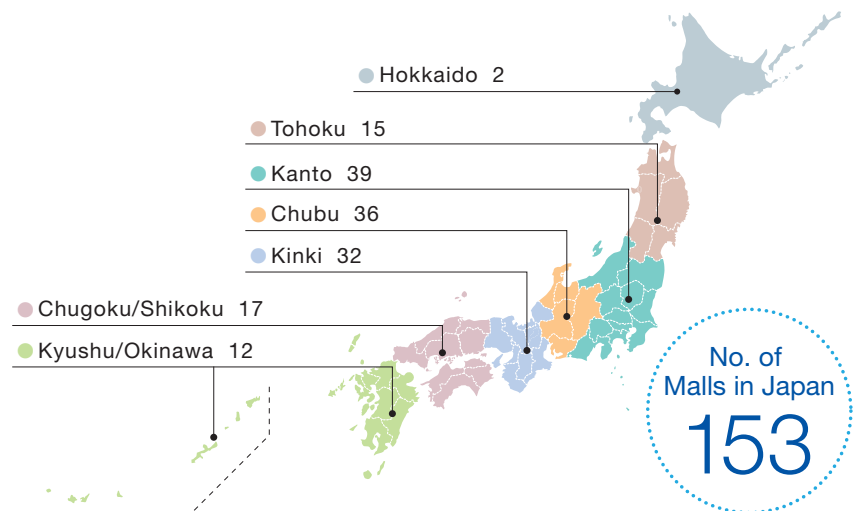 Hokkaido 2
Tohoku 15
Kanto 39
Chubu 36
Kinki 32
Chugoku/Shikoku 17
Kyushu/Okinawa 12
No. of
Malls in Japan
153